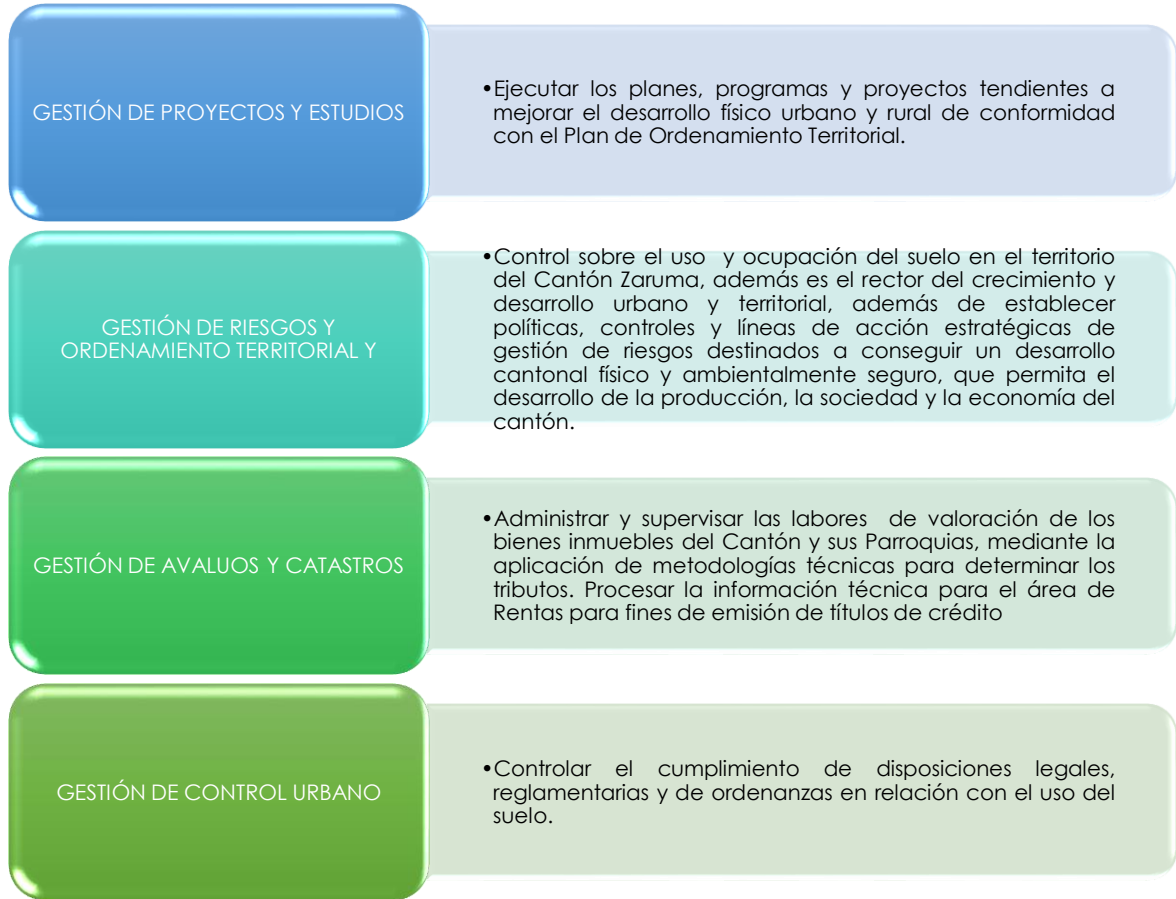 GESTIÓN DE PROYECTOS Y ESTUDIOS
•Ejecutar los planes, programas y proyectos tendientes a
mejorar el desarrollo físico urbano y rural de conformidad
con el Plan de Ordenamiento Territorial.
GESTIÓN DE RIESGOS Y
ORDENAMIENTO TERRITORIAL Y
•Control sobre el uso y ocupación del suelo en el territorio
del Cantón Zaruma, además es el rector del crecimiento y
desarrollo urbano y territorial, además de establecer
políticas, controles y líneas de acción estratégicas de
gestión de riesgos destinados a conseguir un desarrollo
cantonal físico y ambientalmente seguro, que permita el
desarrollo de la producción, la sociedad y la economía del
cantón.
GESTIÓN DE AVALUOS Y CATASTROS
•Administrar y supervisar las labores de valoración de los
bienes inmuebles del Cantón y sus Parroquias, mediante la
aplicación de metodologías técnicas para determinar los
tributos. Procesar la información técnica para el área de
Rentas para fines de emisión de títulos de crédito
GESTIÓN DE CONTROL URBANO
•Controlar el cumplimiento de disposiciones legales,
reglamentarias y de ordenanzas en relación con el uso del
suelo.